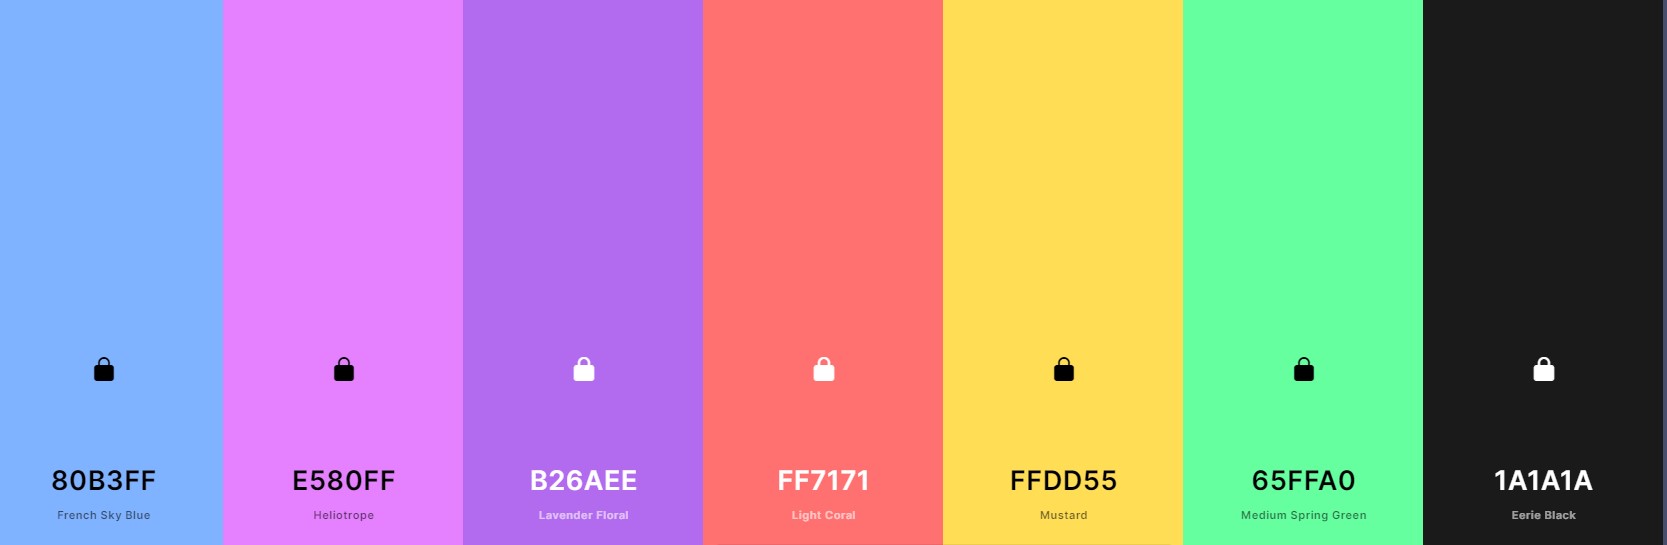 80B3FF
French Sky Blue
E580FF
Heliotrope
B26AEE
Lavender Floral
FF7171
Light Coral
FFDD55
Mustard
65FFA0
Medium Spring Green
1A1A1A
Eerie Black